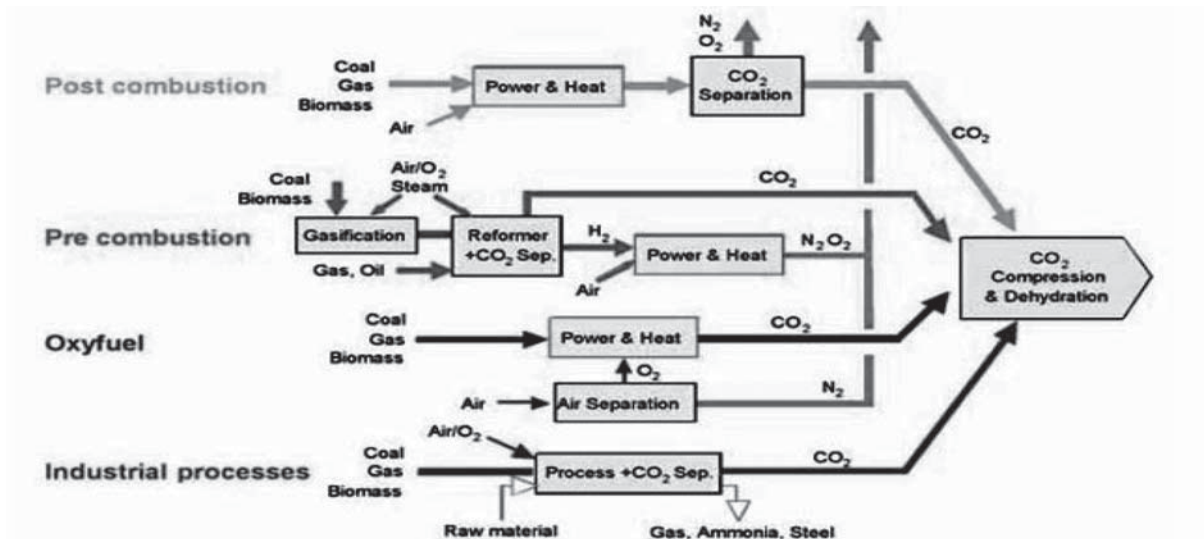 N₂
O₂
Post combustion
Coal
Gas
Biomass
Air
Power & Heat
CO₂
Separation
CO₂
Pre combustion
Coal
Biomass
Air/O₂
Steam
Gasification
Gas, Oil
Reformer
+CO₂ Sep.
CO₂
H₂
Air
Power & Heat
N₂O₂
CO₂
Compression
& Dehydration
Oxyfuel
Coal
Gas
Biomass
Power & Heat
CO₂
O₂
Air
Air Separation
N₂
Industrial processes
Coal
Gas
Biomass
Air/O₂
Process +CO₂ Sep.
CO₂
Raw material
Gas, Ammonia, Steel